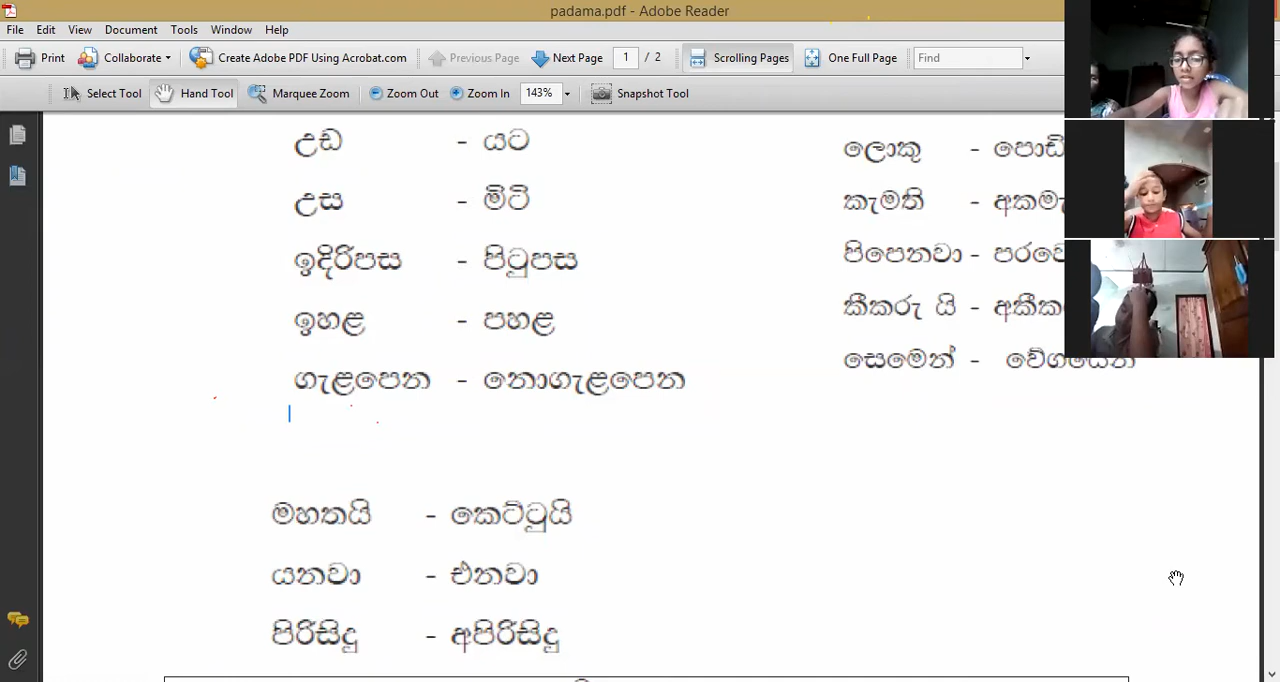 padama.pdf - Adobe Reader
File Edit View Document Tools Window Help
Print Collaborate Create Adobe PDF Using Acrobat.com Previous Page Next Page 1 / 2 Scrolling Pages One Full Page Find
Select Tool Hand Tool Marquee Zoom Zoom Out Zoom In 143% Snapshot Tool
උඩ - යට
උස - මිටි
ඉදිරිපස - පිටුපස
ඉහළ - පහළ
ගැළපෙන - නොගැළපෙන
මහතයි - කෙට්ටුයි
යනවා - එනවා
පිරිසිදු - අපිරිසිදු
ලොකු - පොඩි
කැමති -
පිපෙනවා -
කීකරු යි -
සෙමෙන් - වේගයෙන්